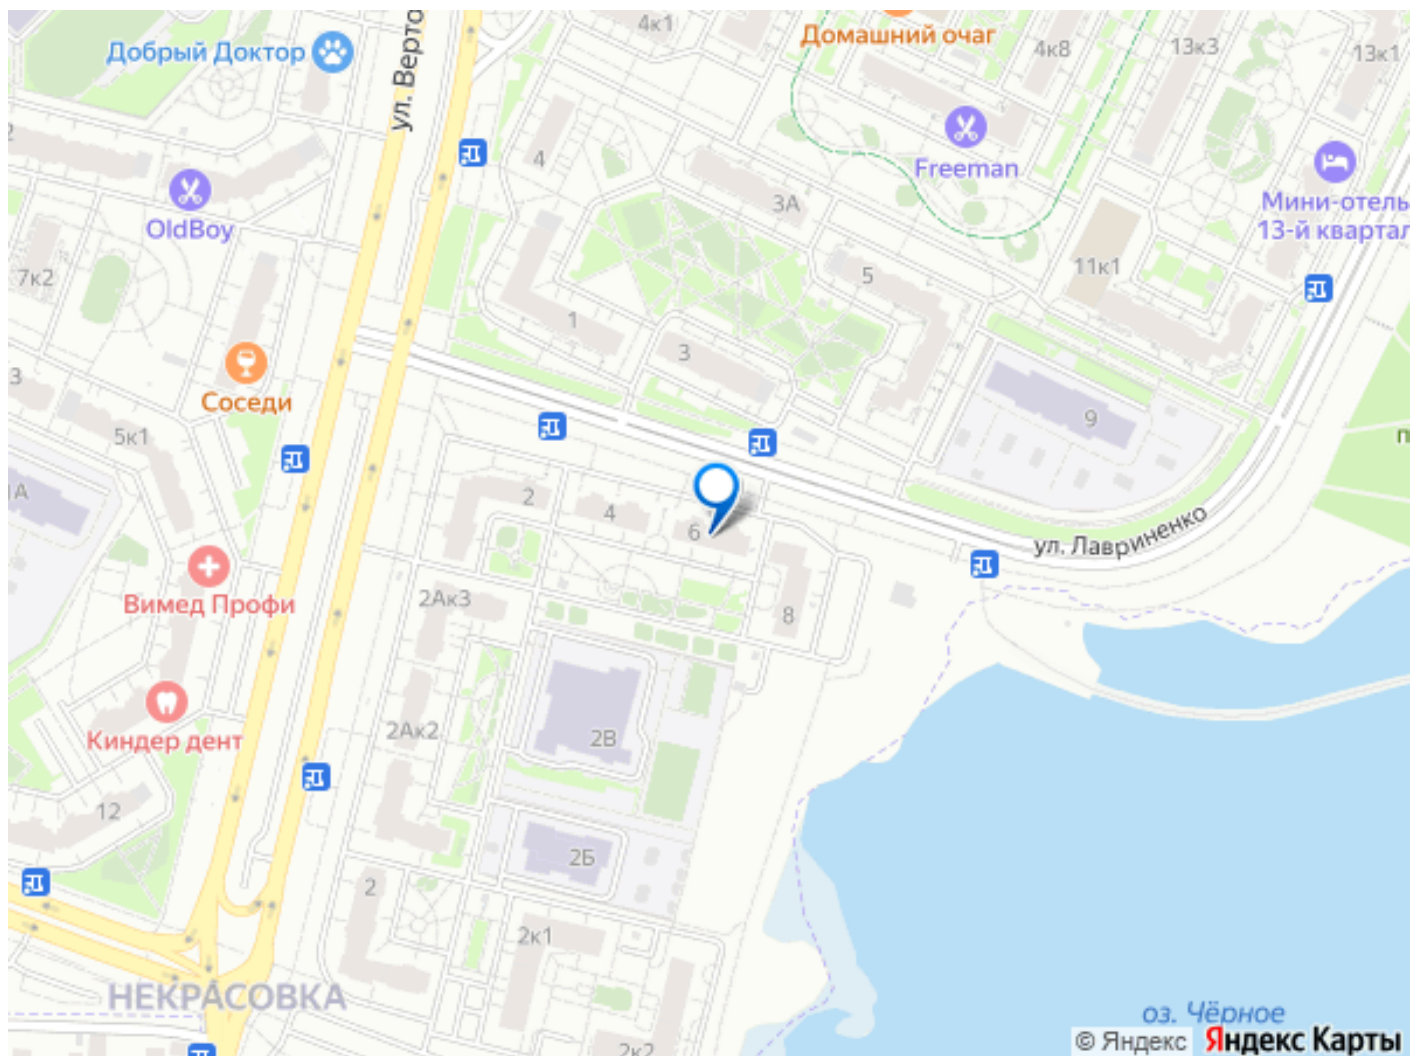 4к1
Домашний очаг
4к8
13к3
13к1
Добрый Доктор
ул. Верто
2
4
Freeman
3А
Мини-отель
13-й квартал
OldBoy
7к2
11к1
5
1
3
3
Соседи
5к1
9
п
1А
2
4
6
ул. Лавриненко
Вимед Профи
2Ак3
8
Киндер дент
2Ак2
2В
12
2Б
2
2к1
НЕКРАСОВКА
оз. Чёрное
2к2
© Яндекс Яндекс Карты